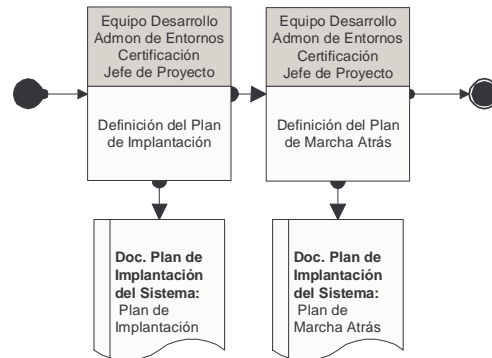 Equipo Desarrollo
Admon de Entornos
Certificación
Jefe de Proyecto
Definición del Plan
de Implantación
Equipo Desarrollo
Admon de Entornos
Certificación
Jefe de Proyecto
Definición del Plan
de Marcha Atrás
Doc. Plan de
Implantación
del Sistema:
Plan de
Implantación
Doc. Plan de
Implantación
del Sistema:
Plan de
Marcha Atrás